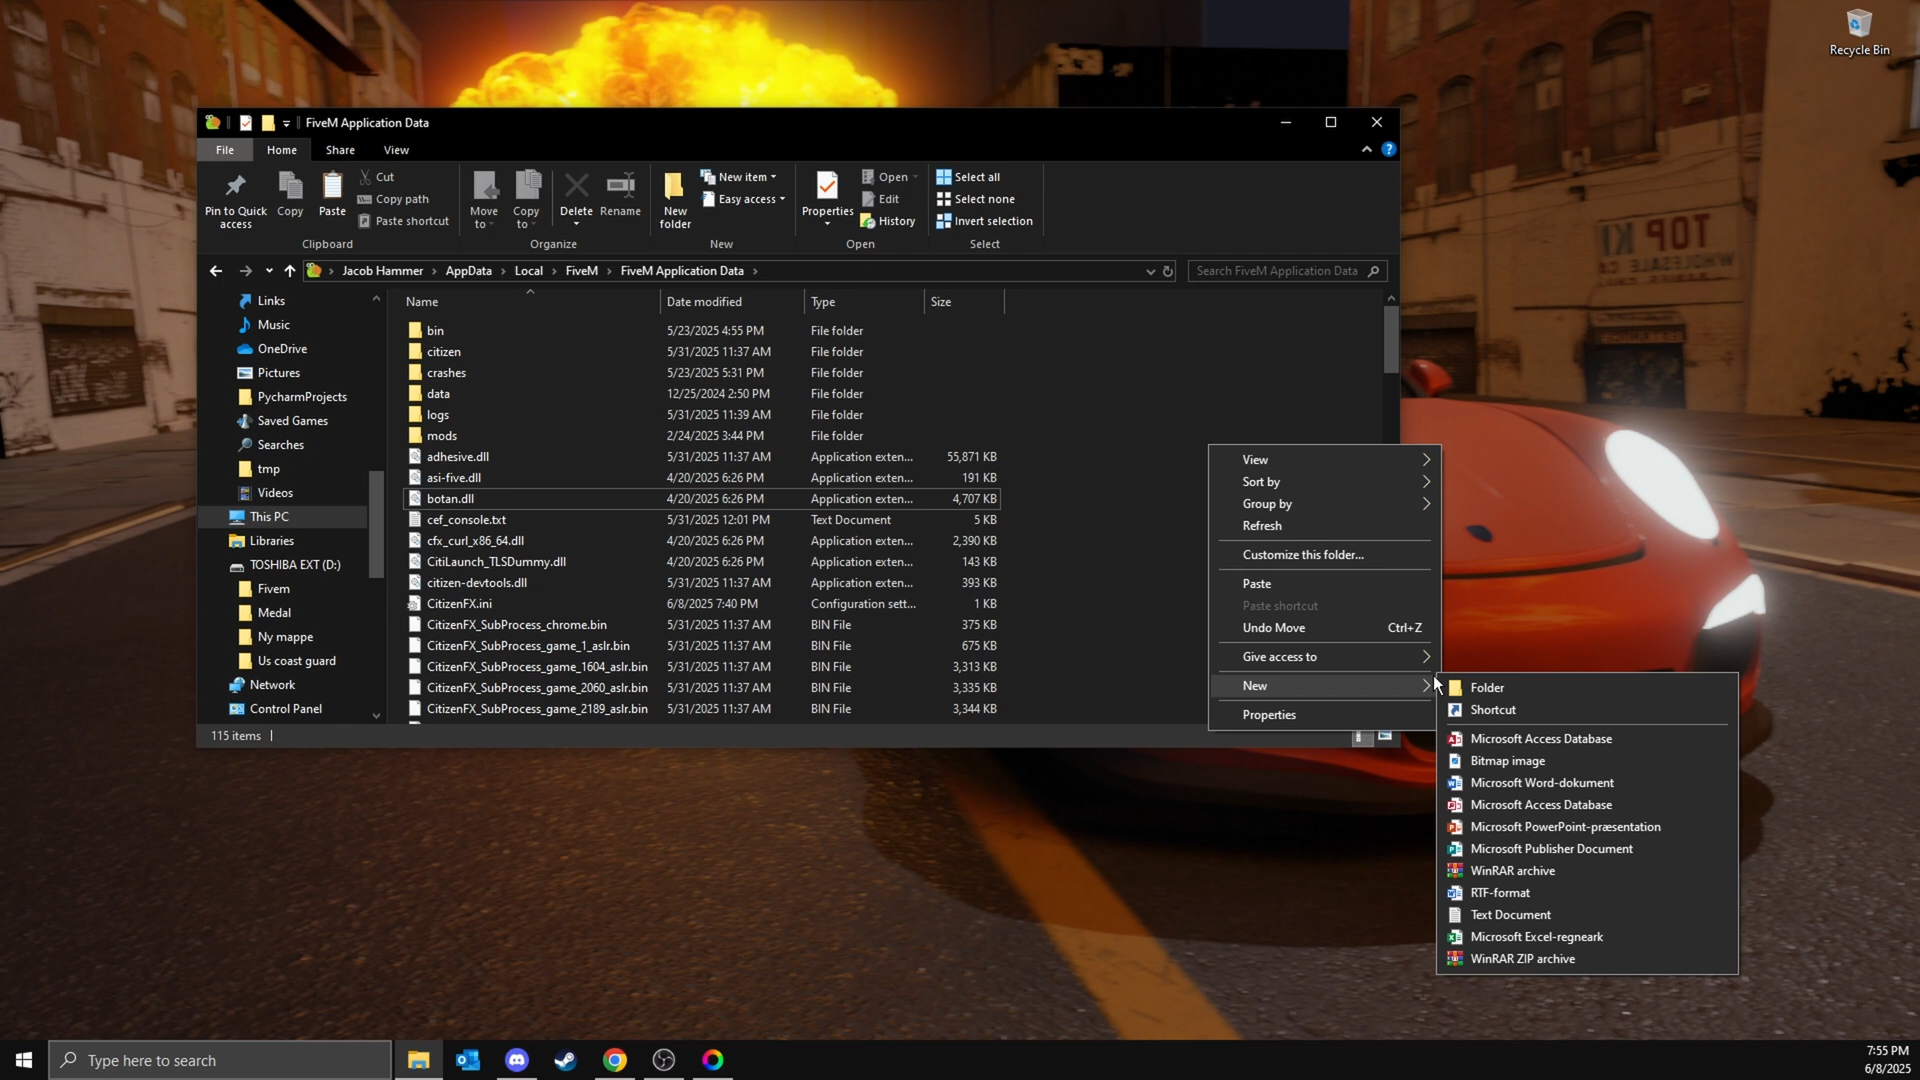 Recycle Bin
FiveM Application Data
File
Home
Share
View
Pin to Quick access
Copy
Paste
Cut
Copy path
Paste shortcut
Clipboard
Move to
Copy to
Delete
Rename
Organize
New folder
New item
Easy access
New
Properties
Open
Edit
History
Open
Select all
Select none
Invert selection
Select
Jacob Hammer > AppData > Local > FiveM > FiveM Application Data >
Search FiveM Application Data
Links
Music
OneDrive
Pictures
PycharmProjects
Saved Games
Searches
tmp
Videos
This PC
Libraries
TOSHIBA EXT (D:)
Fivem
Medal
Ny mappe
Us coast guard
Network
Control Panel
Name Date modified Type Size
bin 5/23/2025 4:55 PM File folder
citizen 5/31/2025 11:37 AM File folder
crashes 5/23/2025 5:31 PM File folder
data 12/25/2024 2:50 PM File folder
logs 5/31/2025 11:39 AM File folder
mods 2/24/2025 3:44 PM File folder
adhesive.dll 5/31/2025 11:37 AM Application exten... 55,871 KB
asi-five.dll 4/20/2025 6:26 PM Application exten... 191 KB
botan.dll 4/20/2025 6:26 PM Application exten... 4,707 KB
cef_console.txt 5/31/2025 12:01 PM Text Document 5 KB
cfx_curl_x86_64.dll 4/20/2025 6:26 PM Application exten... 2,390 KB
CitiLaunch_TLSDummy.dll 4/20/2025 6:26 PM Application exten... 143 KB
citizen-devtools.dll 5/31/2025 11:37 AM Application exten... 393 KB
CitizenFX.ini 6/8/2025 7:40 PM Configuration sett... 1 KB
CitizenFX_SubProcess_chrome.bin 5/31/2025 11:37 AM BIN File 375 KB
CitizenFX_SubProcess_game_1_aslr.bin 5/31/2025 11:37 AM BIN File 675 KB
CitizenFX_SubProcess_game_1604_aslr.bin 5/31/2025 11:37 AM BIN File 3,313 KB
CitizenFX_SubProcess_game_2060_aslr.bin 5/31/2025 11:37 AM BIN File 3,335 KB
CitizenFX_SubProcess_game_2189_aslr.bin 5/31/2025 11:37 AM BIN File 3,344 KB
115 items
View
Sort by
Group by
Refresh
Customize this folder...
Paste
Paste shortcut
Undo Move Ctrl+Z
Give access to
New
Properties
Folder
Shortcut
Microsoft Access Database
Bitmap image
Microsoft Word-dokument
Microsoft Access Database
Microsoft PowerPoint-præsentation
Microsoft Publisher Document
WinRAR archive
RTF-format
Text Document
Microsoft Excel-regneark
WinRAR ZIP archive
TOP KI
Type here to search
7:55 PM
6/8/2025